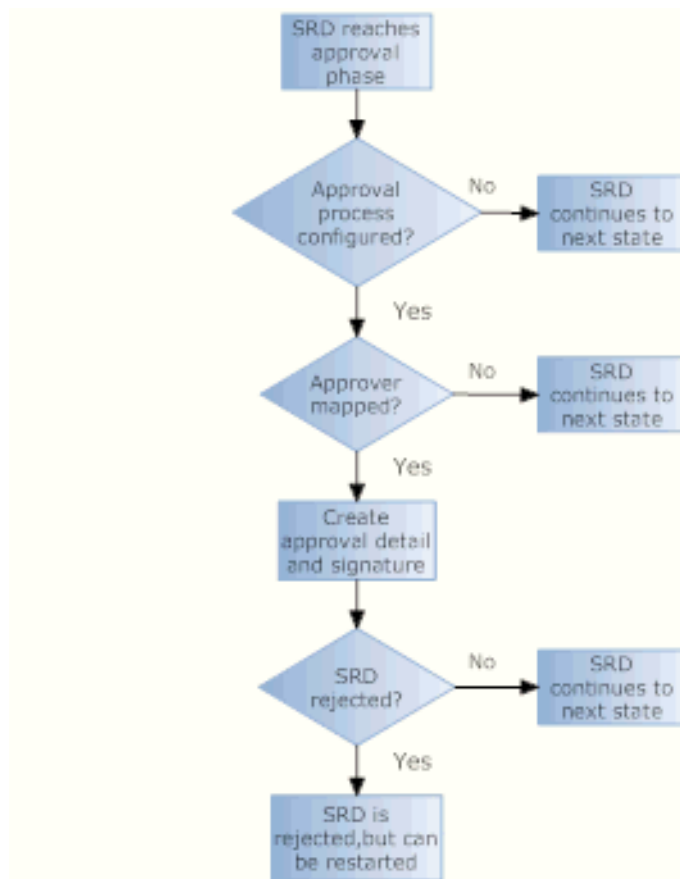 SRD reaches
approval
phase
Approval
process
configured?
No
SRD
continues to
next state
Yes
Approver
mapped?
No
SRD
continues to
next state
Yes
Create
approval detail
and signature
SRD
rejected?
No
SRD
continues to
next state
Yes
SRD is
rejected,but can
be restarted